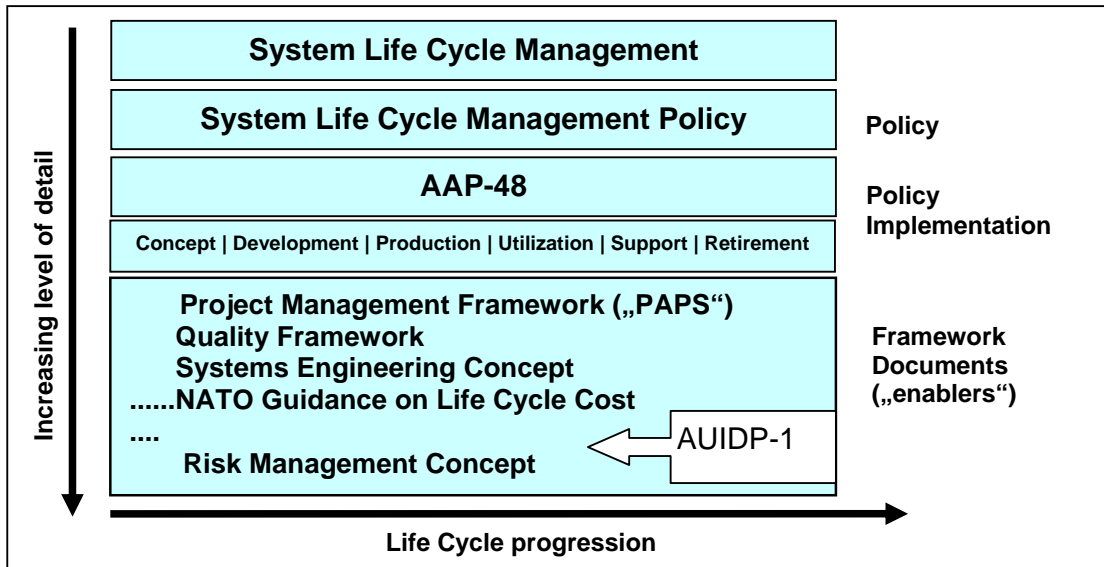 System Life Cycle Management
System Life Cycle Management Policy
Policy
AAP-48
Policy
Implementation
Concept | Development | Production | Utilization | Support | Retirement
Project Management Framework („PAPS“)
Quality Framework
Systems Engineering Concept
......NATO Guidance on Life Cycle Cost
....
Risk Management Concept
AUIDP-1
Framework
Documents
(„enablers“)
Increasing level of detail
Life Cycle progression